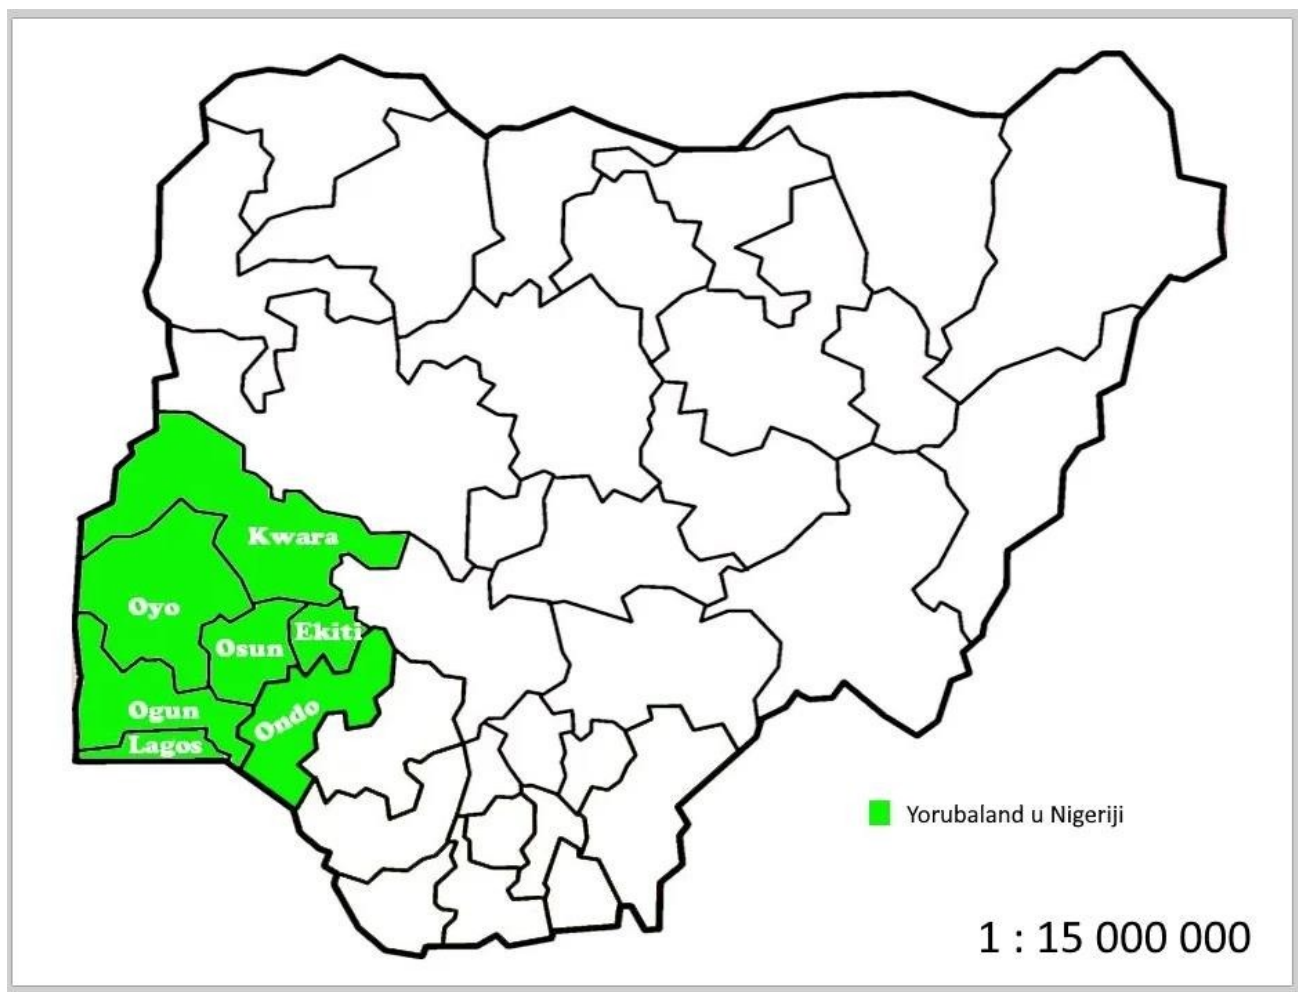 Kwara
Oyo
Ekiti
Osun
Ogun
Ondo
Lagos
Yorubaland u Nigeriji
1 : 15 000 000